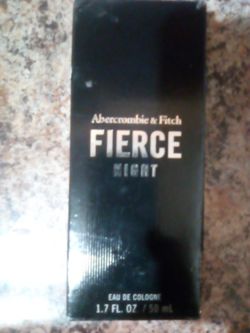 Abercrombie & Fitch
FIERCE
NIGHT
EAU DE COLOGNE
1.7 FL. OZ / 50 mL